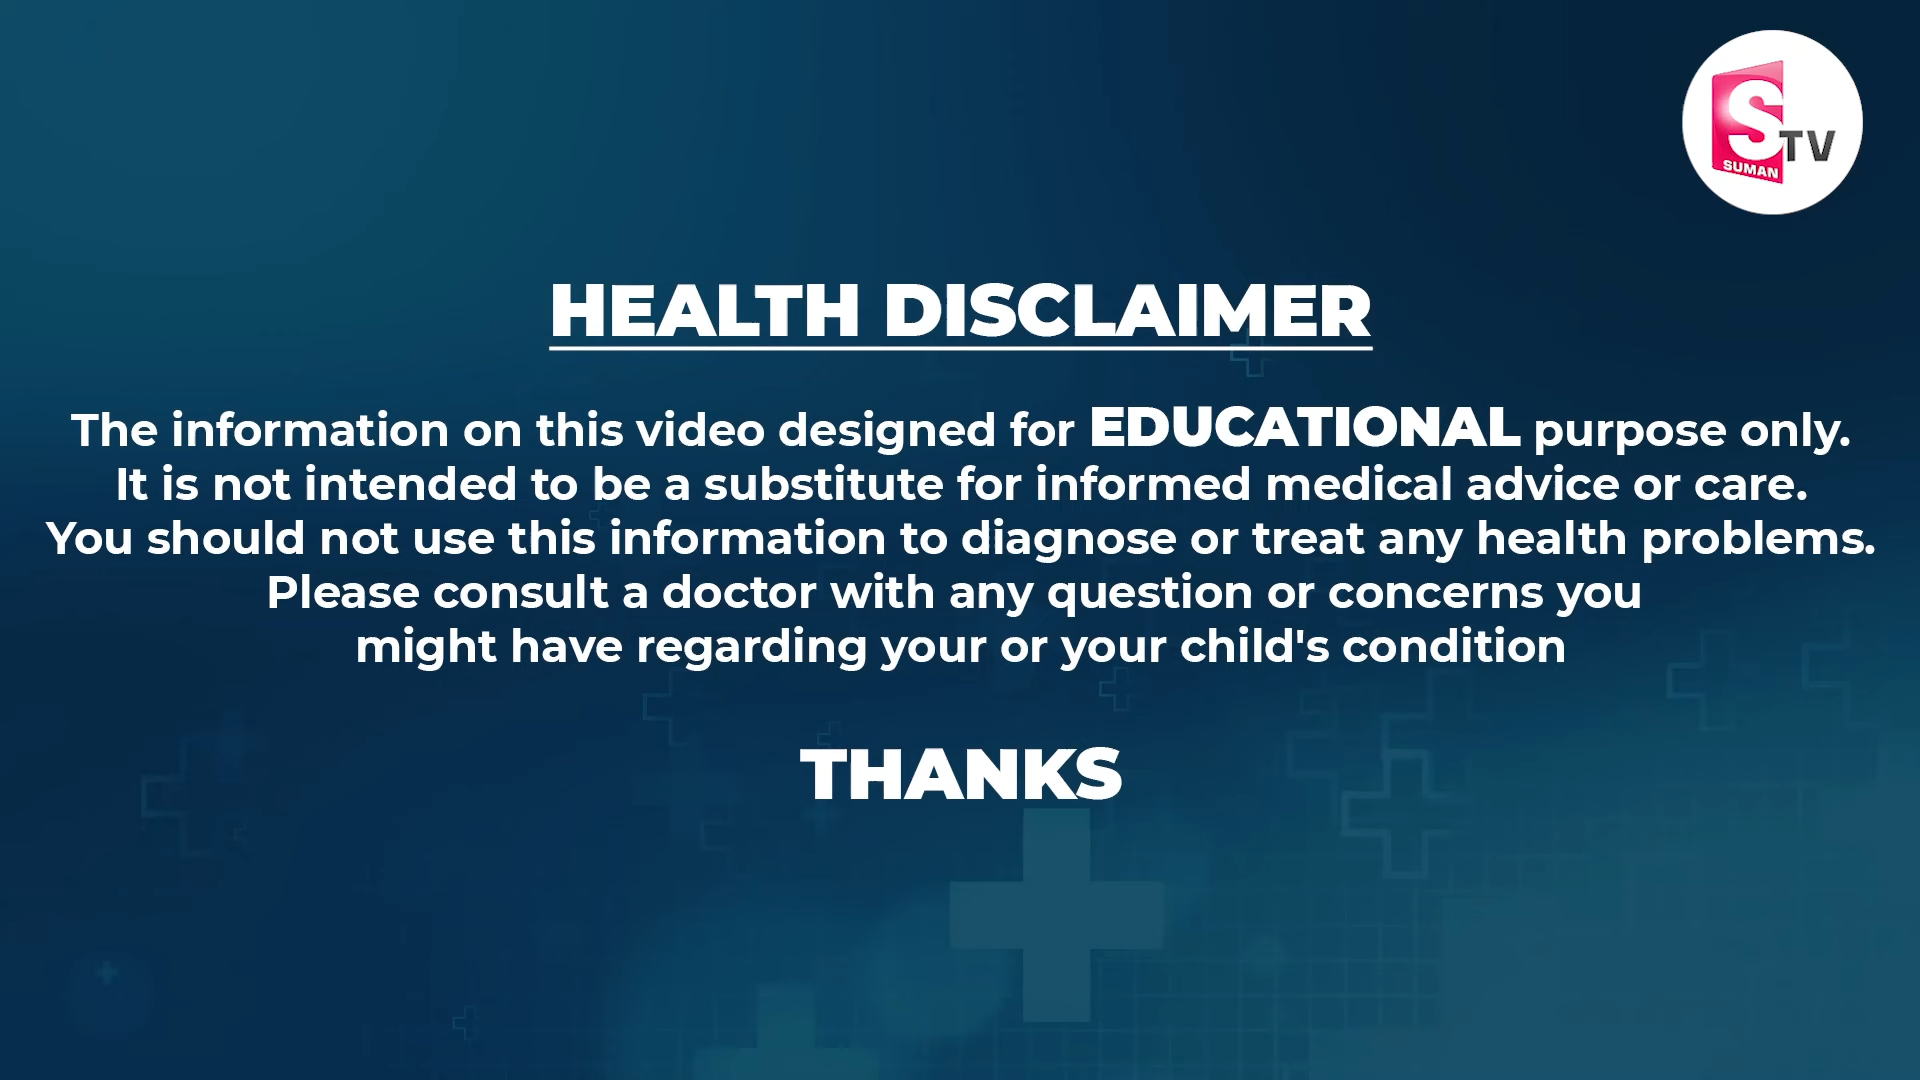 S TV
SUMAN
HEALTH DISCLAIMER
The information on this video designed for EDUCATIONAL purpose only.
It is not intended to be a substitute for informed medical advice or care.
You should not use this information to diagnose or treat any health problems.
Please consult a doctor with any question or concerns you
might have regarding your or your child's condition
THANKS